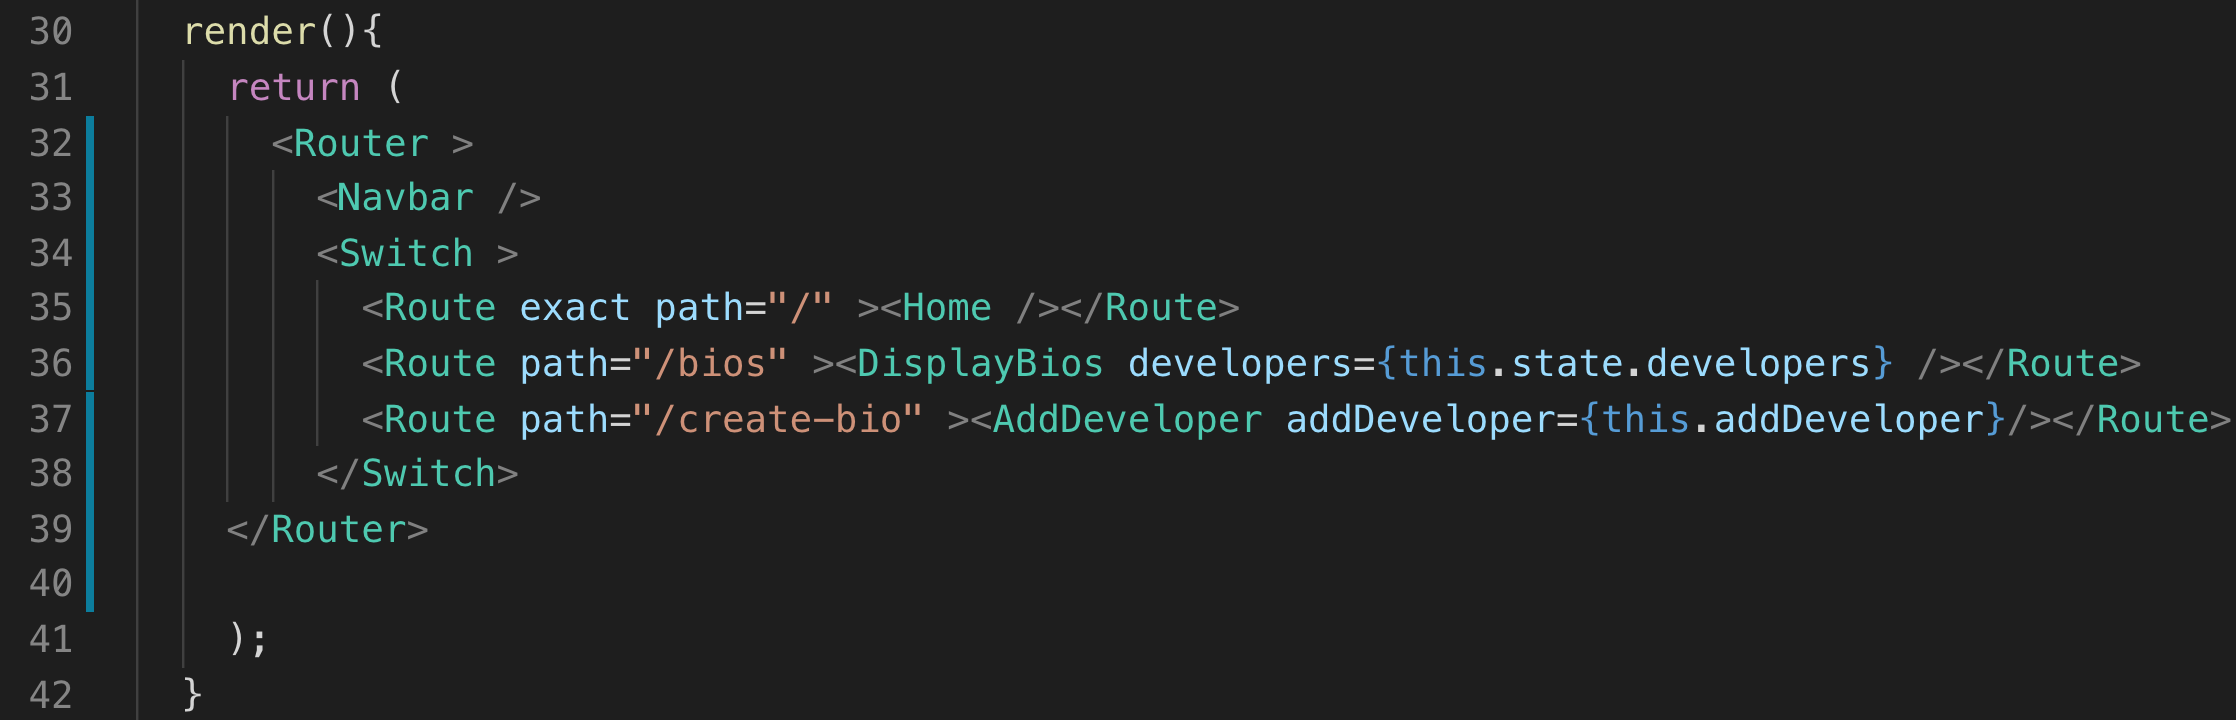 30 render(){
31 return (
32 <Router >
33 <Navbar />
34 <Switch >
35 <Route exact path="/" ><Home /></Route>
36 <Route path="/bios" ><DisplayBios developers={this.state.developers} /></Route>
37 <Route path="/create-bio" ><AddDeveloper addDeveloper={this.addDeveloper}/></Route>
38 </Switch>
39 </Router>
40
41 );
42 }